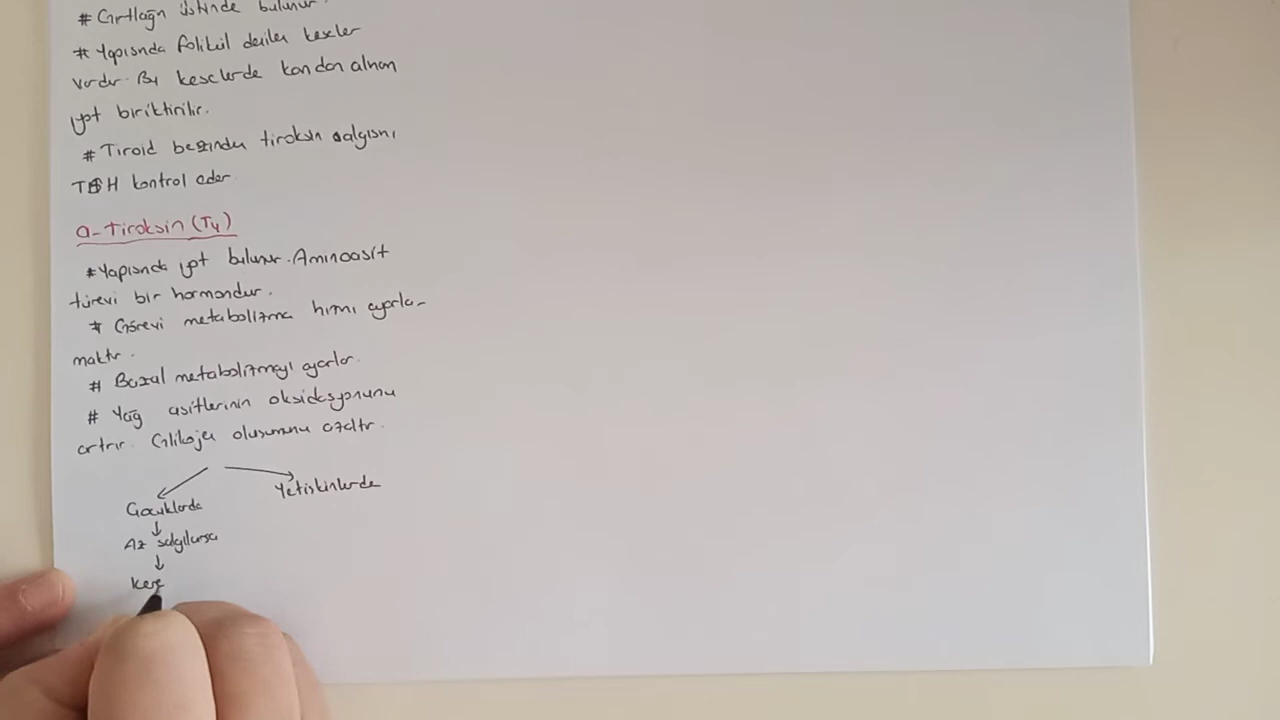 # Gırtlağın üstünde bulunur.
# Yapısında folikül denilen keseler
vardır. Bu keselerde kandan alınan
iyot biriktirilir.
# Tiroid bezinden tiroksin salgısını
TSH kontrol eder.
a-Tiroksin (T4)
# Yapısında iyot bulunur. Aminoasit
türevi bir hormondur.
# Görevi metabolizma hızını ayarla-
maktır.
# Bazal metabolizmayı ayarlar.
# Yağ asitlerinin oksidasyonunu
artırır. Glikojen oluşumunu azaltır.
Çocuklarda
Yetişkinlerde
Az salgılanırsa